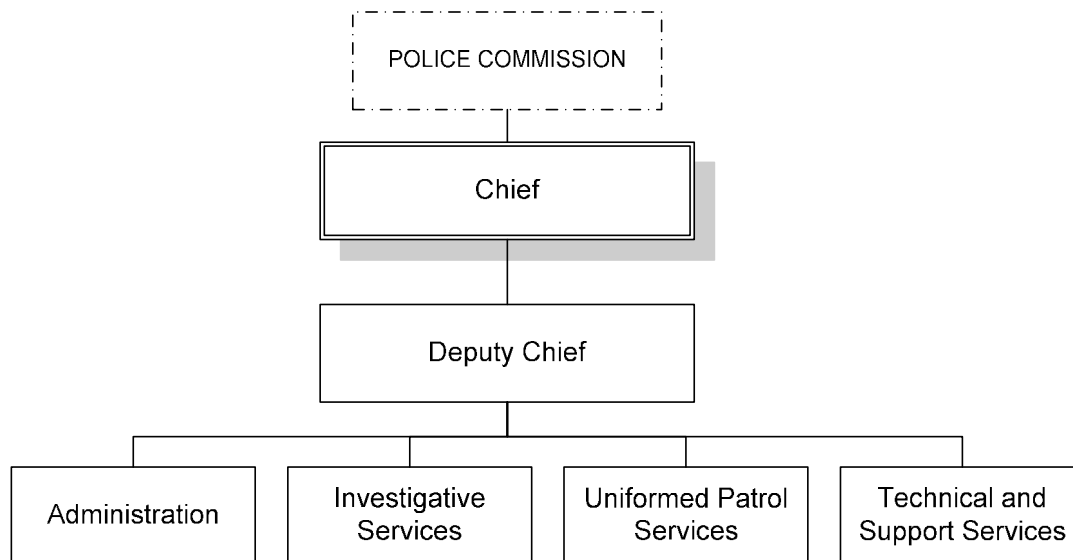 POLICE COMMISSION
Chief
Deputy Chief
Administration
Investigative
Services
Uniformed Patrol
Services
Technical and
Support Services